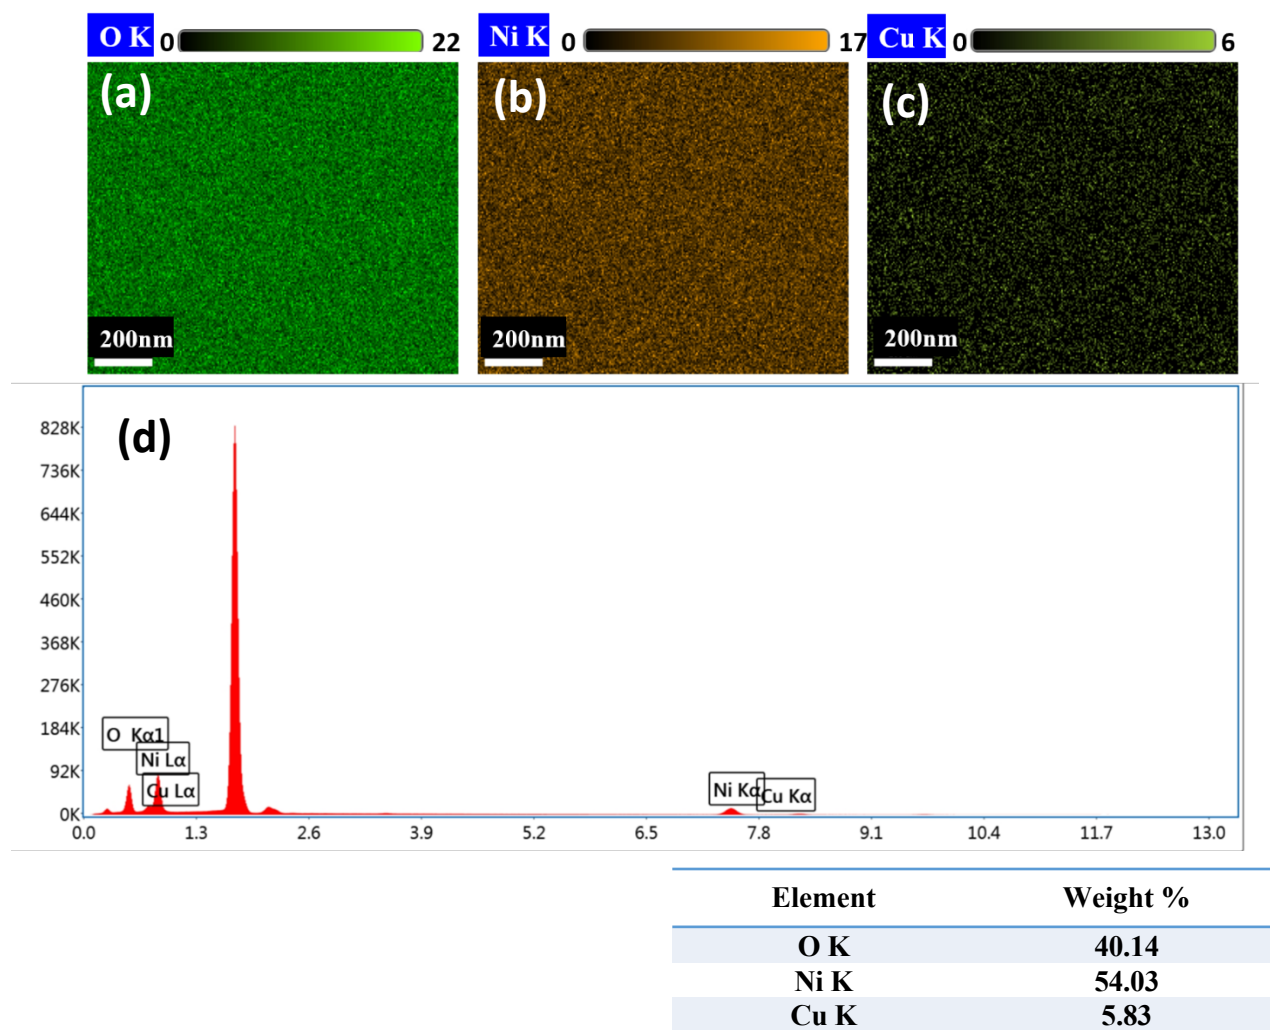 O K 0 22 Ni K 0 17 Cu K 0 6
(a) (b) (c)
200nm 200nm 200nm
(d)
828K
736K
644K
552K
460K
368K
276K
184K
O Kα1
Ni Lα
92K
Cu Lα
Ni Kα
Cu Kα
0K
0.0 1.3 2.6 3.9 5.2 6.5 7.8 9.1 10.4 11.7 13.0
Element Weight %
O K 40.14
Ni K 54.03
Cu K 5.83